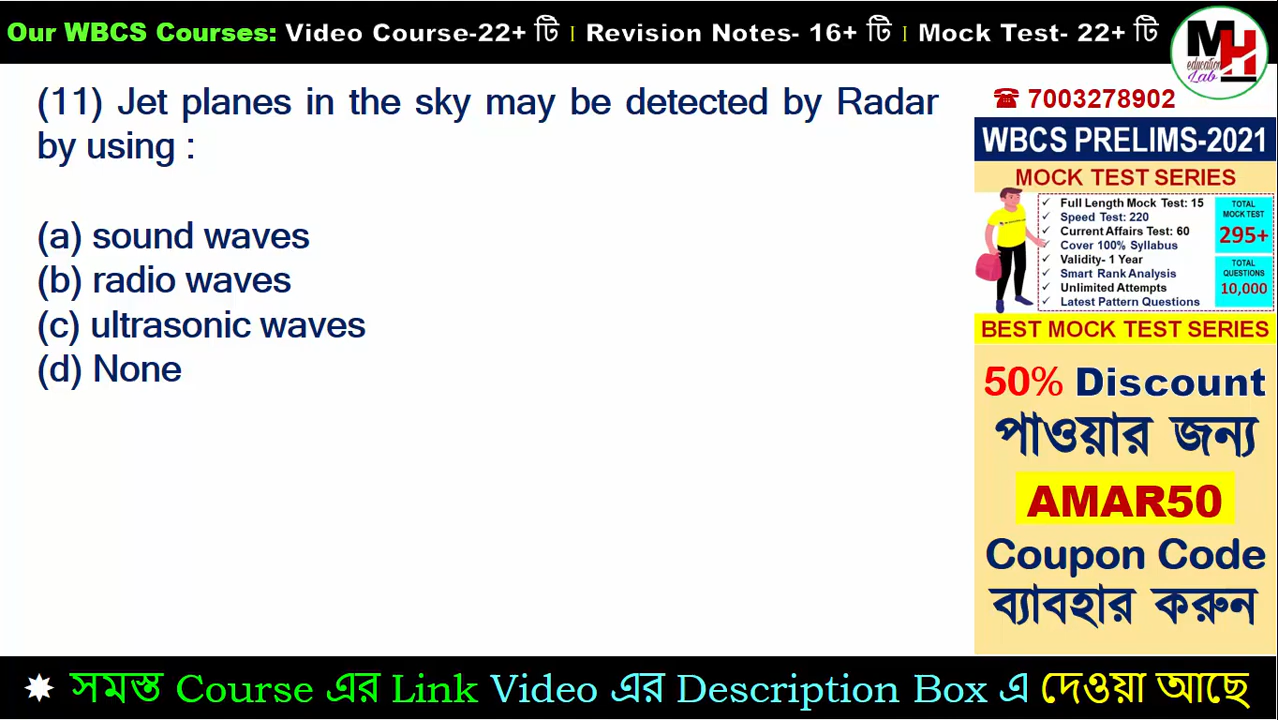 Our WBCS Courses: Video Course-22+ টি । Revision Notes- 16+ টি । Mock Test- 22+ টি
MH
education
Lab
(11) Jet planes in the sky may be detected by Radar
by using :
(a) sound waves
(b) radio waves
(c) ultrasonic waves
(d) None
☎ 7003278902
WBCS PRELIMS-2021
MOCK TEST SERIES
✓ Full Length Mock Test: 15
✓ Speed Test: 220
✓ Current Affairs Test: 60
✓ Cover 100% Syllabus
✓ Validity- 1 Year
✓ Smart Rank Analysis
✓ Unlimited Attempts
✓ Latest Pattern Questions
TOTAL
MOCK TEST
295+
TOTAL
QUESTIONS
10,000
BEST MOCK TEST SERIES
50% Discount
পাওয়ার জন্য
AMAR50
Coupon Code
ব্যাবহার করুন
সমস্ত Course এর Link Video এর Description Box এ দেওয়া আছে